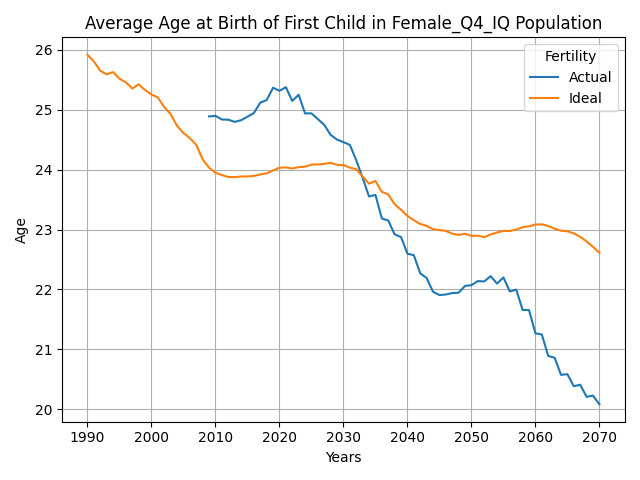 Average Age at Birth of First Child in Female_Q4_IQ Population
Fertility
Actual
Ideal
Age
26
25
24
23
22
21
20
1990 2000 2010 2020 2030 2040 2050 2060 2070
Years